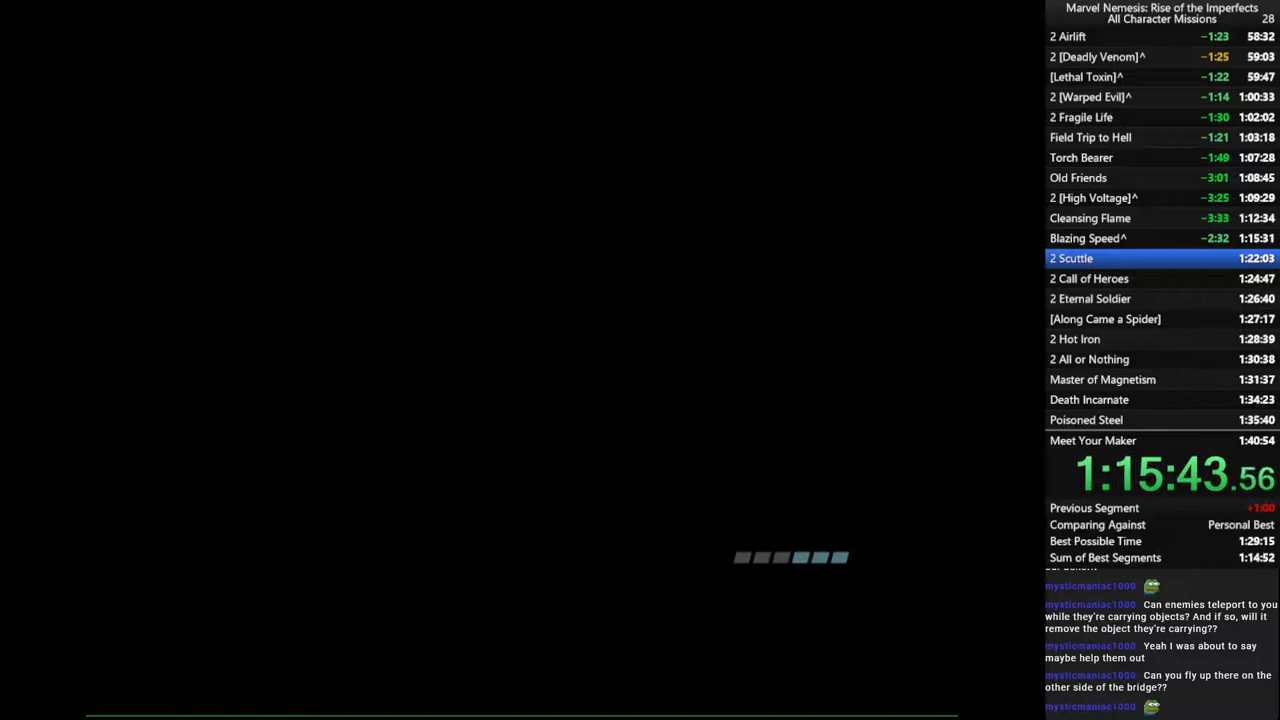 Marvel Nemesis: Rise of the Imperfects
All Character Missions 28
2 Airlift −1:23 58:32
2 [Deadly Venom]^ −1:25 59:03
[Lethal Toxin]^ −1:22 59:47
2 [Warped Evil]^ −1:14 1:00:33
2 Fragile Life −1:30 1:02:02
Field Trip to Hell −1:21 1:03:18
Torch Bearer −1:49 1:07:28
Old Friends −3:01 1:08:45
2 [High Voltage]^ −3:25 1:09:29
Cleansing Flame −3:33 1:12:34
Blazing Speed^ −2:32 1:15:31
2 Scuttle 1:22:03
2 Call of Heroes 1:24:47
2 Eternal Soldier 1:26:40
[Along Came a Spider] 1:27:17
2 Hot Iron 1:28:39
2 All or Nothing 1:30:38
Master of Magnetism 1:31:37
Death Incarnate 1:34:23
Poisoned Steel 1:35:40
Meet Your Maker 1:40:54
1:15:43.56
Previous Segment +1:00
Comparing Against Personal Best
Best Possible Time 1:29:15
Sum of Best Segments 1:14:52
mysticmaniac1000
mysticmaniac1000 Can enemies teleport to you
while they're carrying objects? And if so, will it
remove the object they're carrying??
mysticmaniac1000 Yeah I was about to say
maybe help them out
mysticmaniac1000 Can you fly up there on the
other side of the bridge??
mysticmaniac1000